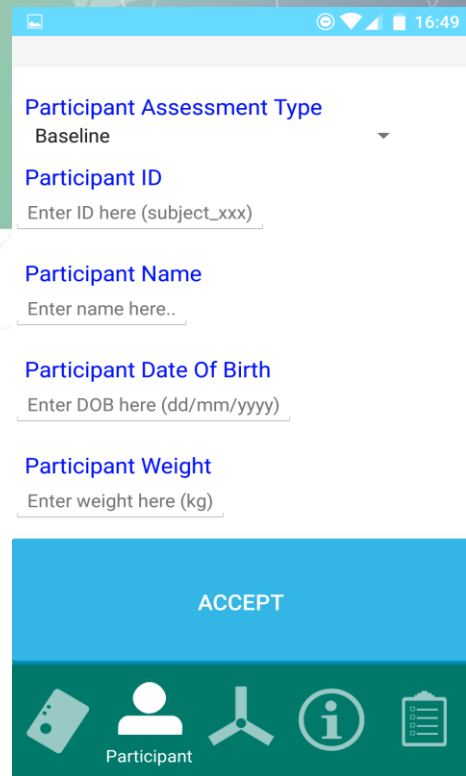 16:49
Participant Assessment Type
Baseline
Participant ID
Enter ID here (subject_xxx)
Participant Name
Enter name here..
Participant Date Of Birth
Enter DOB here (dd/mm/yyyy)
Participant Weight
Enter weight here (kg)
ACCEPT
Participant